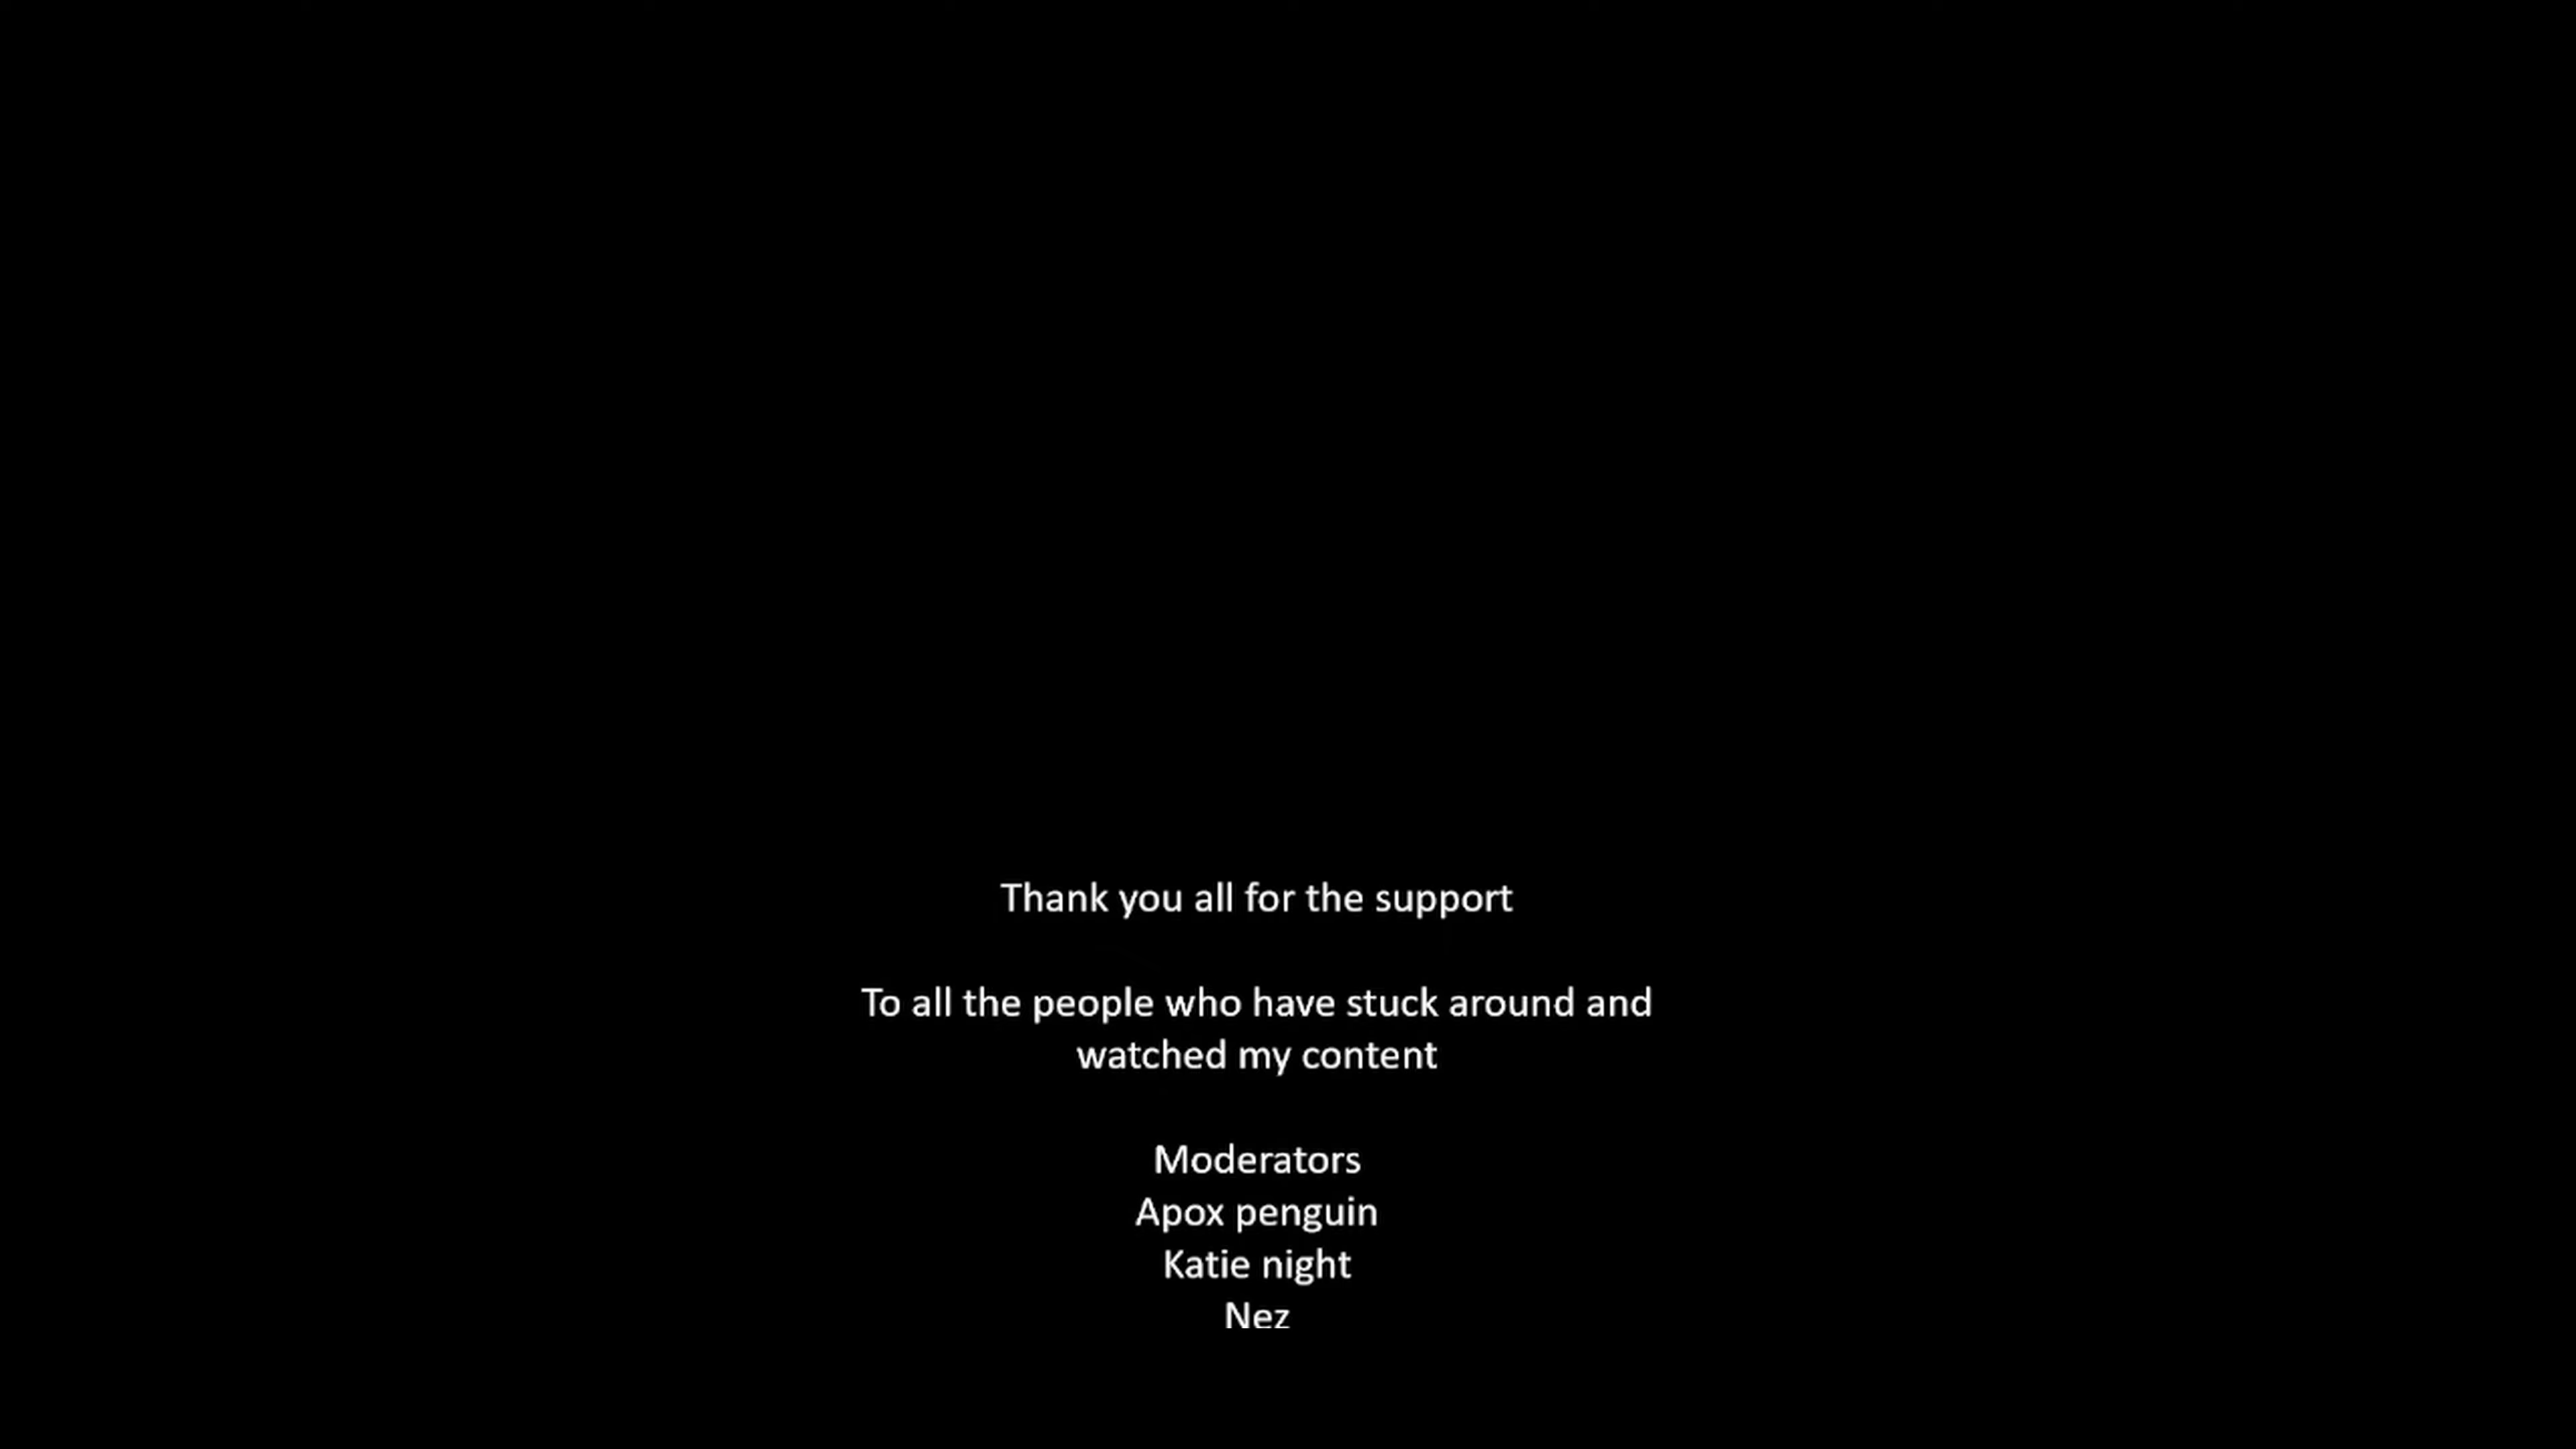 Thank you all for the support
To all the people who have stuck around and
watched my content
Moderators
Apox penguin
Katie night
Nez